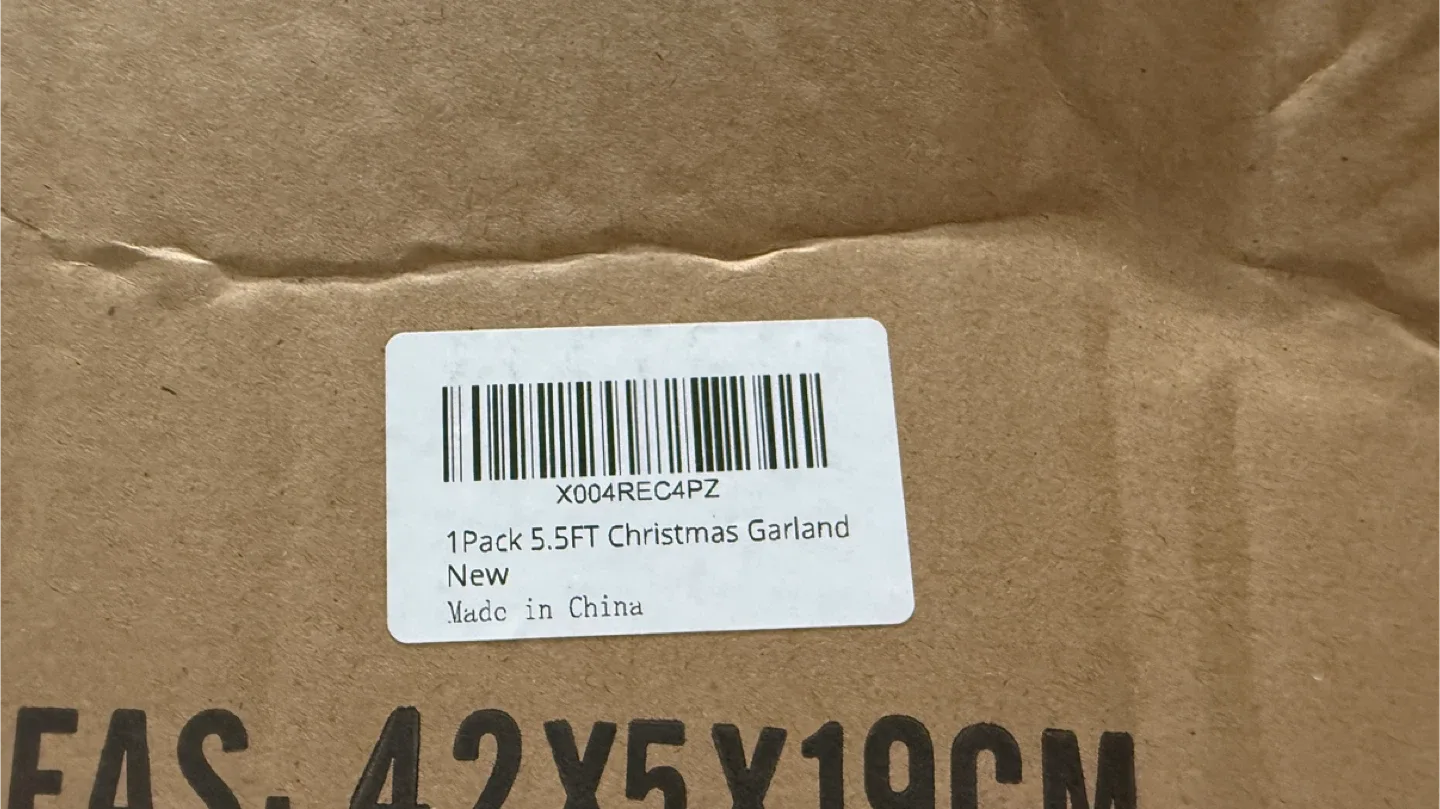 X004REC4PZ
1Pack 5.5FT Christmas Garland
New
Made in China
EAS. 42X5X19CM